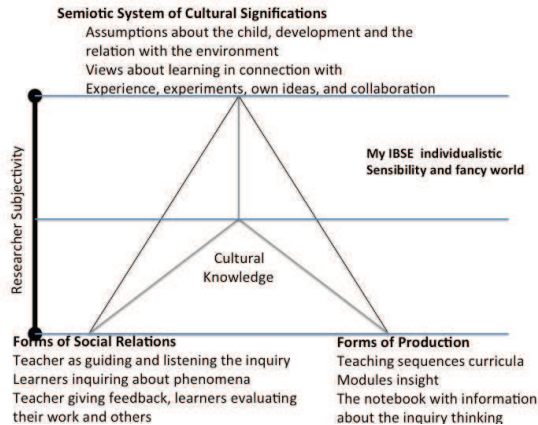 Semiotic System of Cultural Significations
Assumptions about the child, development and the
relation with the environment
Views about learning in connection with
Experience, experiments, own ideas, and collaboration
My IBSE individualistic
Sensibility and fancy world
Researcher Subjectivity
Cultural
Knowledge
Forms of Social Relations
Teacher as guiding and listening the inquiry
Learners inquiring about phenomena
Teacher giving feedback, learners evaluating
their work and others
Forms of Production
Teaching sequences curricula
Modules insight
The notebook with information
about the inquiry thinking